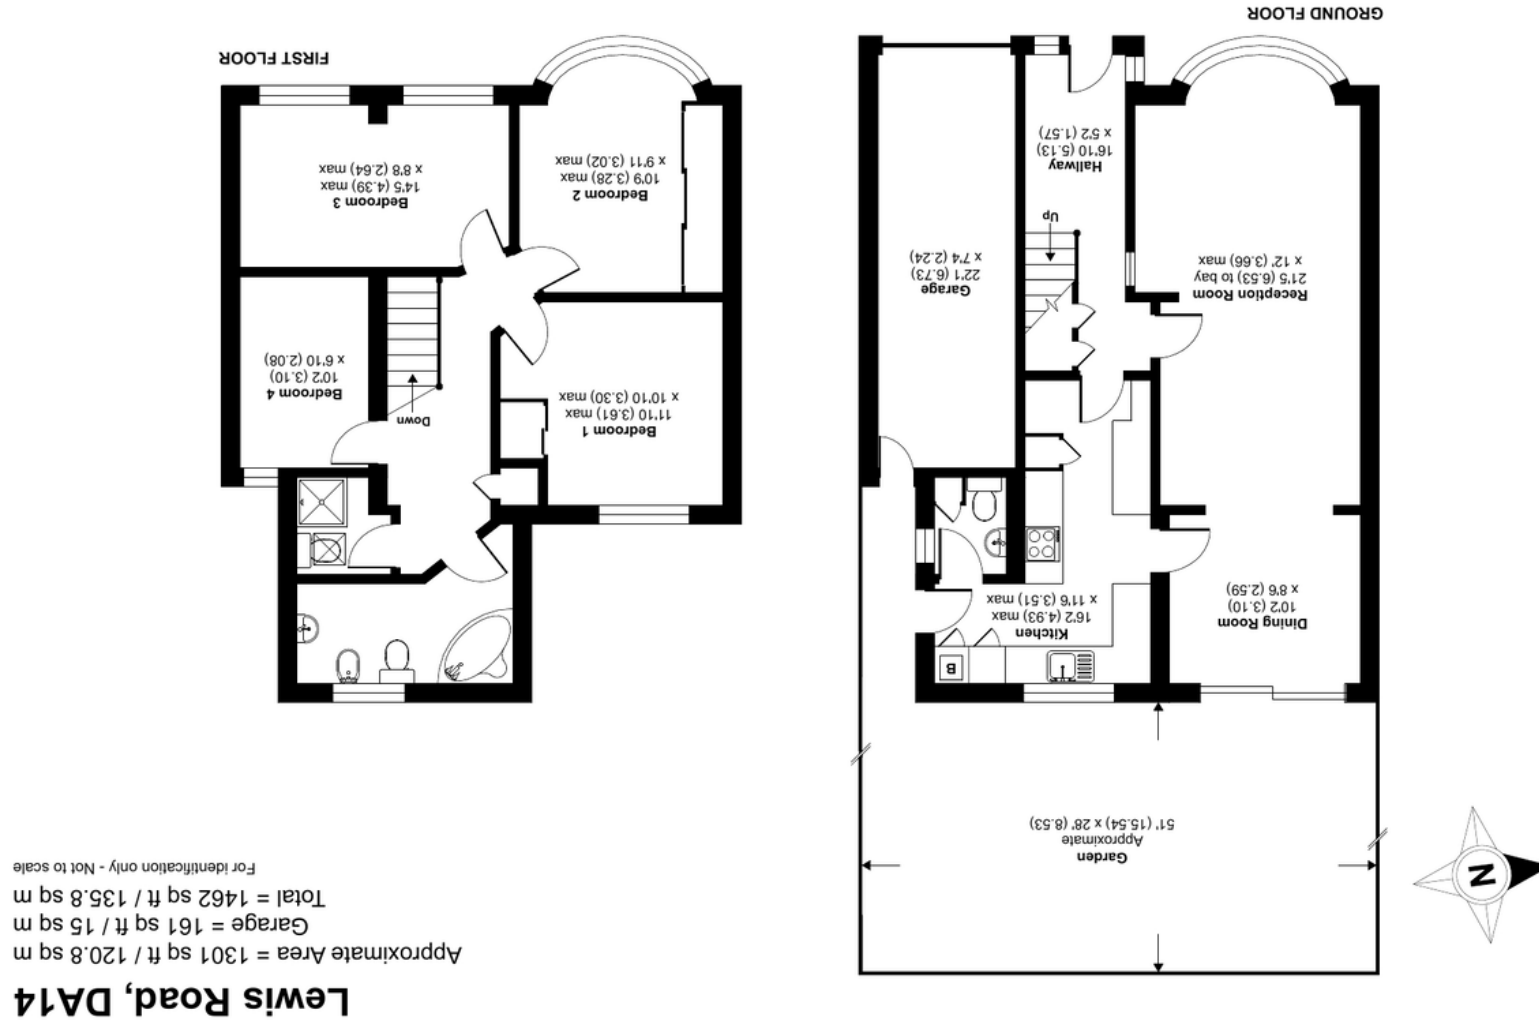 Lewis Road, DA14
Approximate Area = 1301 sq ft / 120.8 sq m
Garage = 161 sq ft / 15 sq m
Total = 1462 sq ft / 135.8 sq m
For identification only - Not to scale
N
Garden
Approximate
51' (15.54) x 28' (8.53)
Dining Room
10'2 (3.10)
x 8'6 (2.59)
Kitchen
16'2 (4.93) max
x 11'6 (3.51) max
B
Reception Room
21'5 (6.53) to bay
x 12' (3.66) max
Garage
22'1 (6.73)
x 7'4 (2.24)
Up
Hallway
16'10 (5.13)
x 5'2 (1.57)
GROUND FLOOR
Bedroom 1
11'10 (3.61) max
x 10'10 (3.30) max
Down
Bedroom 4
10'2 (3.10)
x 6'10 (2.08)
Bedroom 2
10'9 (3.28) max
x 9'11 (3.02) max
Bedroom 3
14'5 (4.39) max
x 8'8 (2.64) max
FIRST FLOOR